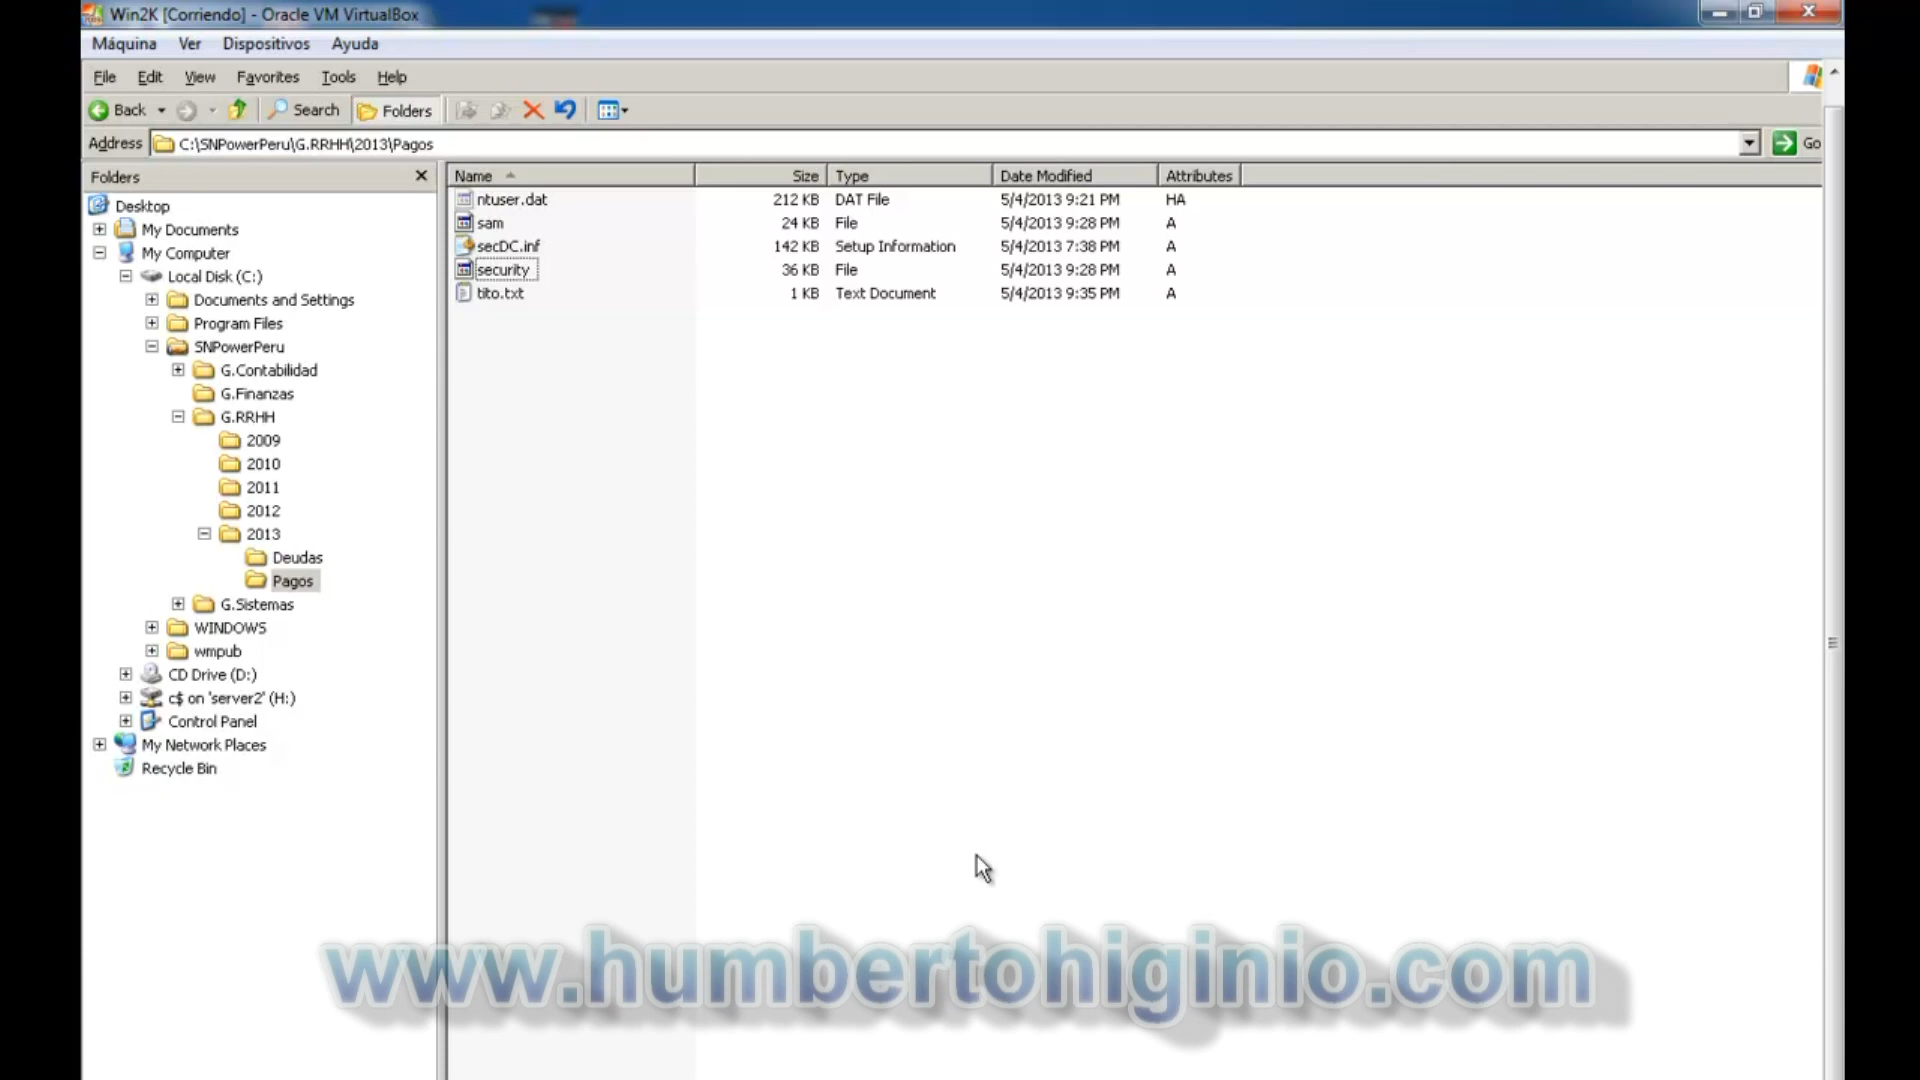 Win2K [Corriendo] - Oracle VM VirtualBox
Máquina Ver Dispositivos Ayuda
File Edit View Favorites Tools Help
Back Search Folders
Address C:\SNPowerPeru\G.RRHH\2013\Pagos Go
Folders
Desktop
My Documents
My Computer
Local Disk (C:)
Documents and Settings
Program Files
SNPowerPeru
G.Contabilidad
G.Finanzas
G.RRHH
2009
2010
2011
2012
2013
Deudas
Pagos
G.Sistemas
WINDOWS
wmpub
CD Drive (D:)
c$ on 'server2' (H:)
Control Panel
My Network Places
Recycle Bin
Name Size Type Date Modified Attributes
ntuser.dat 212 KB DAT File 5/4/2013 9:21 PM HA
sam 24 KB File 5/4/2013 9:28 PM A
secDC.inf 142 KB Setup Information 5/4/2013 7:38 PM A
security 36 KB File 5/4/2013 9:28 PM A
tito.txt 1 KB Text Document 5/4/2013 9:35 PM A
www.humbertohiginio.com